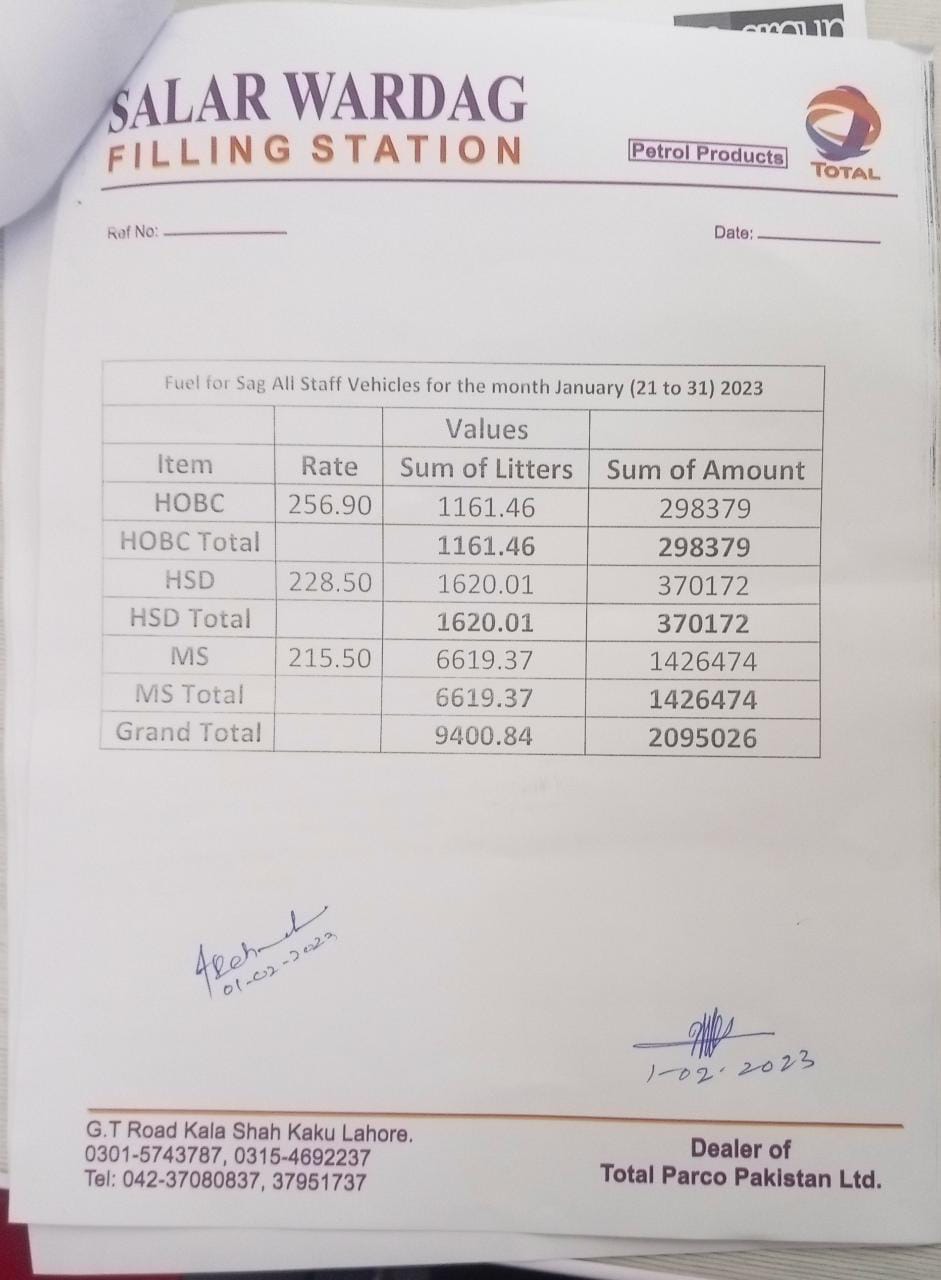 SALAR WARDAG
FILLING STATION
Petrol Products
TOTAL
Ref No:
Date:
Fuel for Sag All Staff Vehicles for the month January (21 to 31) 2023
Values
Item Rate Sum of Litters Sum of Amount
HOBC 256.90 1161.46 298379
HOBC Total 1161.46 298379
HSD 228.50 1620.01 370172
HSD Total 1620.01 370172
MS 215.50 6619.37 1426474
MS Total 6619.37 1426474
Grand Total 9400.84 2095026
01-02-2023
1-02-2023
G.T Road Kala Shah Kaku Lahore.
0301-5743787, 0315-4692237
Tel: 042-37080837, 37951737
Dealer of
Total Parco Pakistan Ltd.